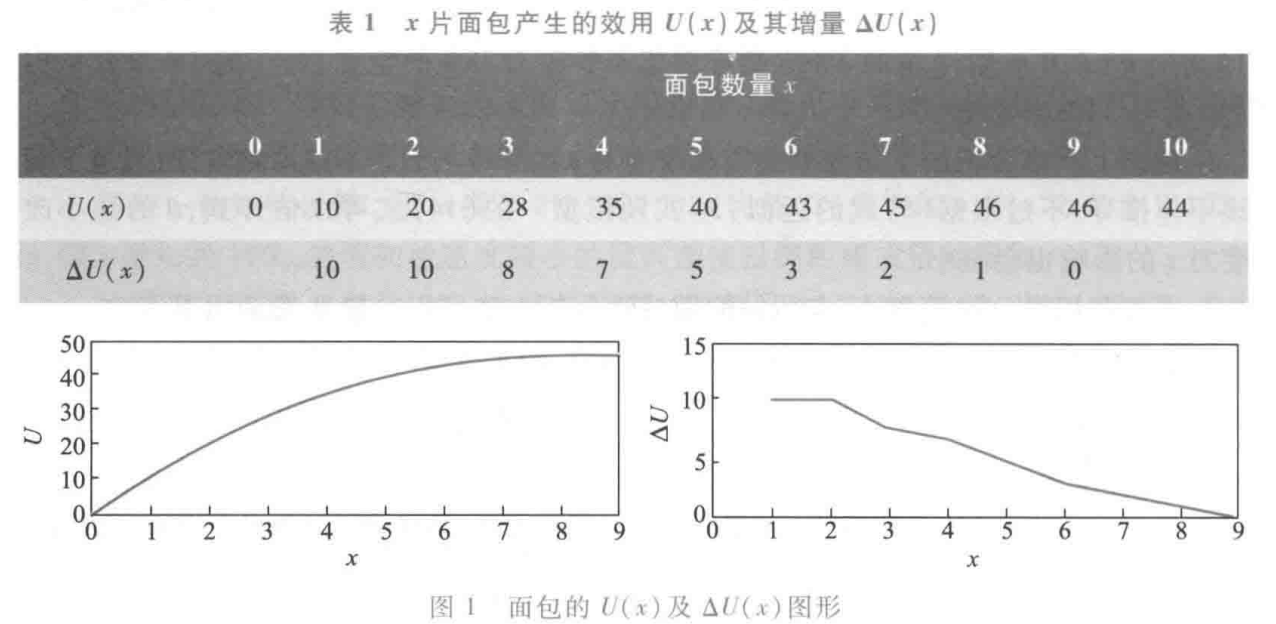 表 1 x 片面包产生的效用 U(x)及其增量 ΔU(x)
面包数量 x
0 1 2 3 4 5 6 7 8 9 10
U(x) 0 10 20 28 35 40 43 45 46 46 44
ΔU(x) 10 10 8 7 5 3 2 1 0
50
40
30
20
10
0
U
0 1 2 3 4 5 6 7 8 9
x
15
10
5
0
ΔU
0 1 2 3 4 5 6 7 8 9
x
图 1 面包的 U(x)及 ΔU(x)图形